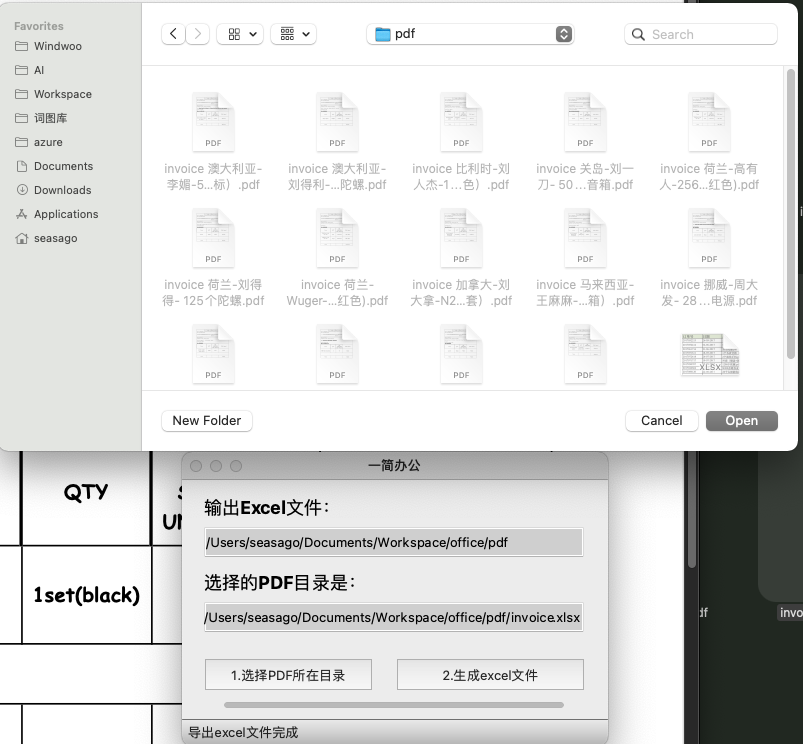 Favorites
Windwoo
AI
Workspace
词图库
azure
Documents
Downloads
Applications
seasago
pdf
Search
PDF
PDF
PDF
PDF
PDF
invoice 澳大利亚-
李媚-5...标）.pdf
invoice 澳大利亚-
刘得利-...陀螺.pdf
invoice 比利时-刘
人杰-1...色）.pdf
invoice 关岛-刘一
刀- 50...音箱.pdf
invoice 荷兰-高有
人-256...红色).pdf
PDF
PDF
PDF
PDF
PDF
invoice 荷兰-刘得
得- 125个陀螺.pdf
invoice 荷兰-
Wuger-...红色).pdf
invoice 加拿大-刘
大拿-N2...套）.pdf
invoice 马来西亚-
王麻麻-...箱）.pdf
invoice 挪威-周大
发- 28...电源.pdf
PDF
PDF
PDF
PDF
XLSX
New Folder
Cancel
Open
一简办公
QTY
输出Excel文件：
/Users/seasago/Documents/Workspace/office/pdf
选择的PDF目录是：
1set(black)
/Users/seasago/Documents/Workspace/office/pdf/invoice.xlsx
df
invo
1.选择PDF所在目录
2.生成excel文件
导出excel文件完成